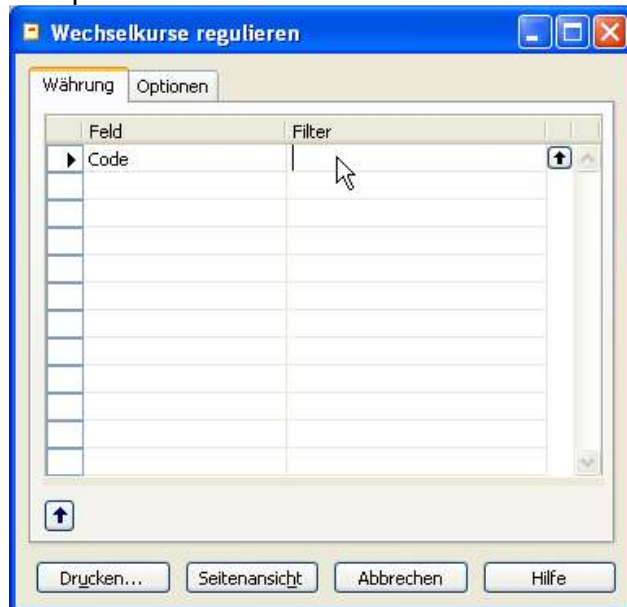 Wechselkurse regulieren
Währung Optionen
Feld Filter
Code
Drucken... Seitenansicht Abbrechen Hilfe